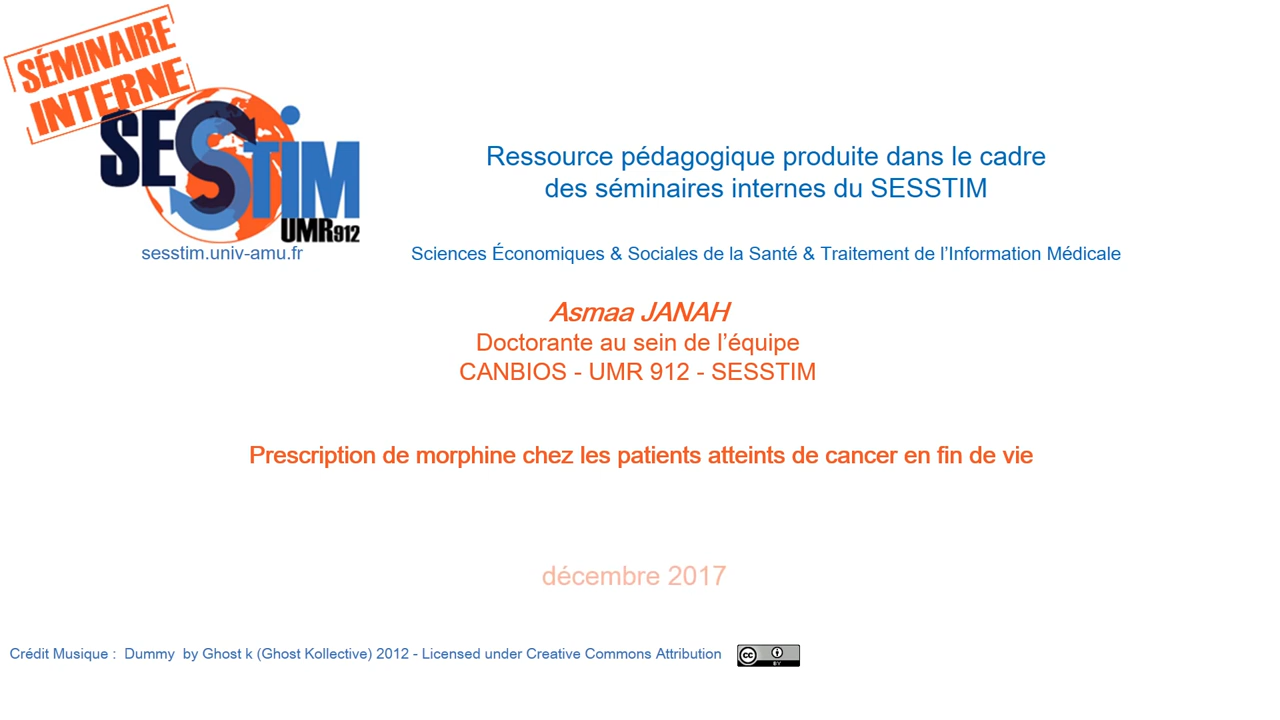 SÉMINAIRE
INTERNE
SESSTIM
UMR912
sesstim.univ-amu.fr
Ressource pédagogique produite dans le cadre
des séminaires internes du SESSTIM
Sciences Économiques & Sociales de la Santé & Traitement de l’Information Médicale
Asmaa JANAH
Doctorante au sein de l’équipe
CANBIOS - UMR 912 - SESSTIM
Prescription de morphine chez les patients atteints de cancer en fin de vie
décembre 2017
Crédit Musique : Dummy by Ghost k (Ghost Kollective) 2012 - Licensed under Creative Commons Attribution
cc BY